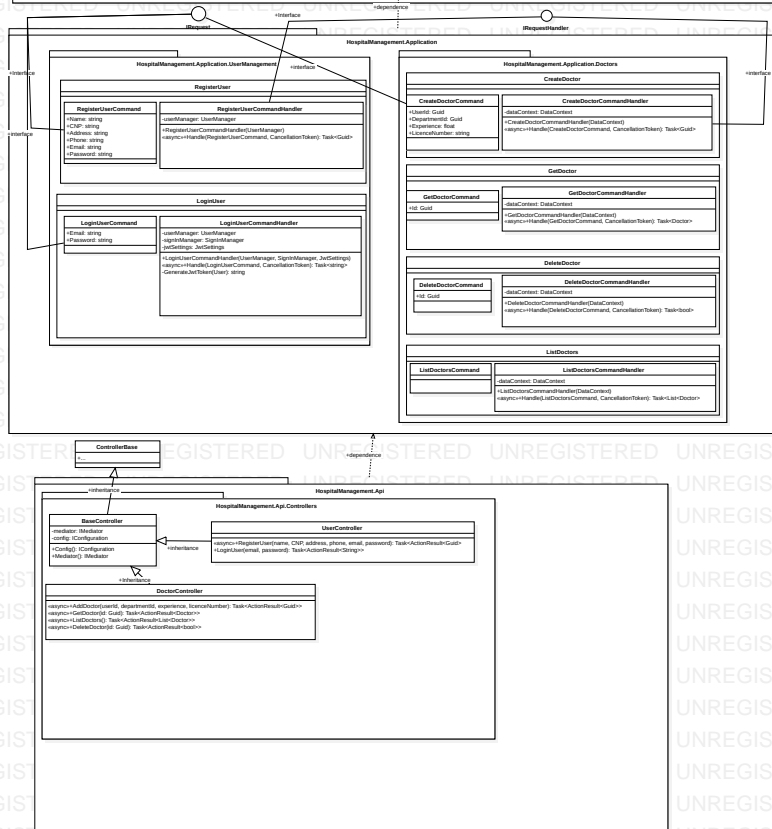 +dependence
+Interface
IRequest
IRequestHandler
HospitalManagement.Application
HospitalManagement.Application.UserManagement
HospitalManagement.Application.Doctors
+interface
+Interface
+interface
+interface
RegisterUser
RegisterUserCommand
+Name: string
+CNP: string
+Address: string
+Phone: string
+Email: string
+Password: string
RegisterUserCommandHandler
-userManager: UserManager
+RegisterUserCommandHandler(UserManager)
«async»+Handle(RegisterUserCommand, CancellationToken): Task<Guid>
LoginUser
LoginUserCommand
+Email: string
+Password: string
LoginUserCommandHandler
-userManager: UserManager
-signInManager: SignInManager
-jwtSettings: JwtSettings
+LoginUserCommandHandler(UserManager, SignInManager, JwtSettings)
«async»+Handle(LoginUserCommand, CancellationToken): Task<string>
-GenerateJwtToken(User): string
CreateDoctor
CreateDoctorCommand
+UserId: Guid
+DepartmentId: Guid
+Experience: float
+LicenceNumber: string
CreateDoctorCommandHandler
-dataContext: DataContext
+CreateDoctorCommandHandler(DataContext)
«async»+Handle(CreateDoctorCommand, CancellationToken): Task<Guid>
GetDoctor
GetDoctorCommand
+Id: Guid
GetDoctorCommandHandler
-dataContext: DataContext
+GetDoctorCommandHandler(DataContext)
«async»+Handle(GetDoctorCommand, CancellationToken): Task<Doctor>
DeleteDoctor
DeleteDoctorCommand
+Id: Guid
DeleteDoctorCommandHandler
-dataContext: DataContext
+DeleteDoctorCommandHandler(DataContext)
«async»+Handle(DeleteDoctorCommand, CancellationToken): Task<bool>
ListDoctors
ListDoctorsCommand
ListDoctorsCommandHandler
-dataContext: DataContext
+ListDoctorsCommandHandler(DataContext)
«async»+Handle(ListDoctorsCommand, CancellationToken): Task<List<Doctor>
ControllerBase
+...
+dependence
+inheritance
HospitalManagement.Api
HospitalManagement.Api.Controllers
BaseController
-mediator: IMediator
-config: IConfiguration
+Config(): IConfiguration
+Mediator(): IMediator
+inheritance
UserController
«async»+RegisterUser(name, CNP, address, phone, email, password): Task<ActionResult<Guid>
+LoginUser(email, password): Task<ActionResult<String>>
+Inheritance
DoctorController
«async»+AddDoctor(userId, departmentId, experience, licenceNumber): Task<ActionResult<Guid>>
«async»+GetDoctor(id: Guid): Task<ActionResult<Doctor>>
«async»+ListDoctors(): Task<ActionResult<List<Doctor>>
«async»+DeleteDoctor(id: Guid): Task<ActionResult<bool>>
UNREGISTERED UNREGISTERED